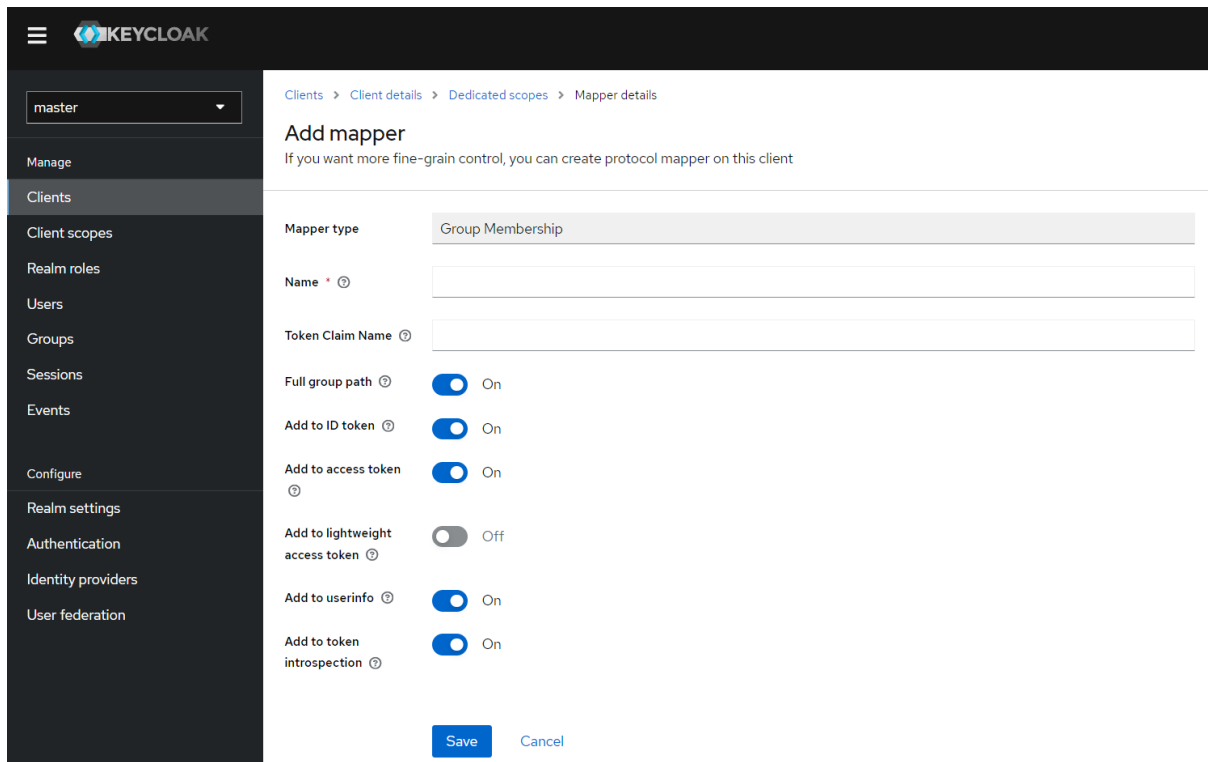 KEYCLOAK
master
Manage
Clients
Client scopes
Realm roles
Users
Groups
Sessions
Events
Configure
Realm settings
Authentication
Identity providers
User federation
Clients > Client details > Dedicated scopes > Mapper details
Add mapper
If you want more fine-grain control, you can create protocol mapper on this client
Mapper type Group Membership
Name *
Token Claim Name
Full group path On
Add to ID token On
Add to access token On
Add to lightweight Off
access token
Add to userinfo On
Add to token On
introspection
Save Cancel